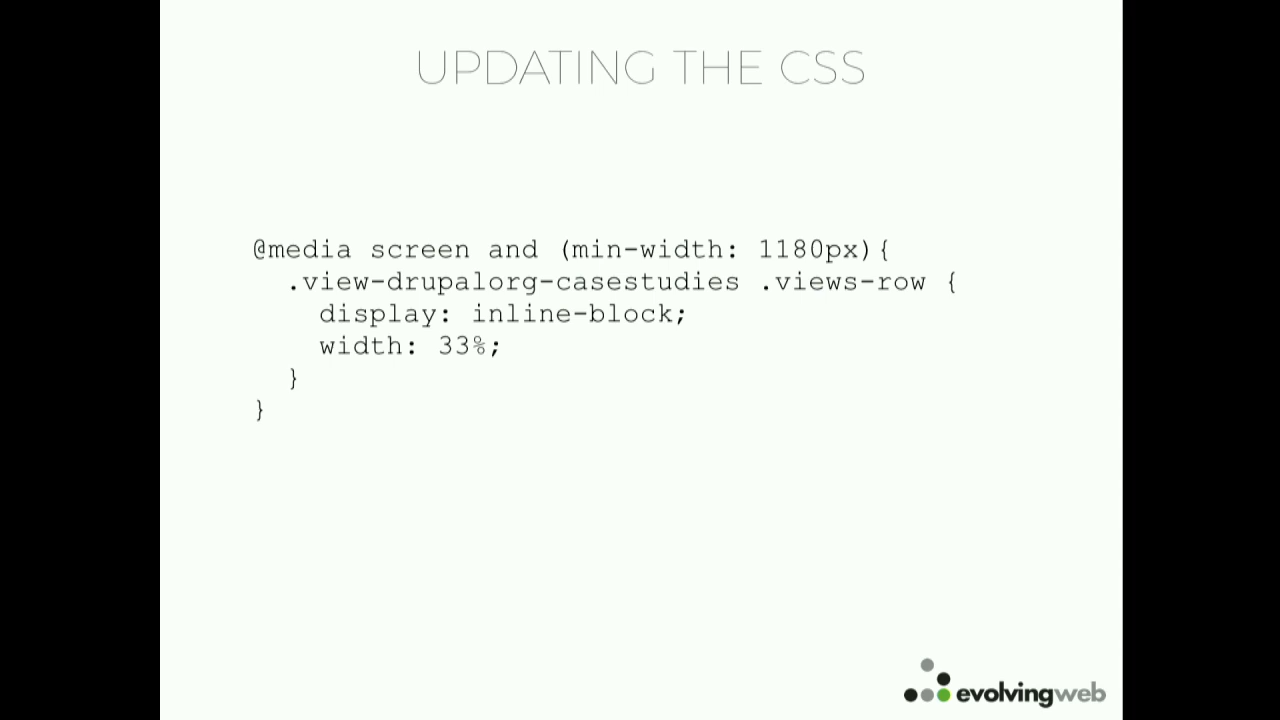 UPDATING THE CSS
@media screen and (min-width: 1180px){
  .view-drupalorg-casestudies .views-row {
    display: inline-block;
    width: 33%;
  }
}
evolvingweb